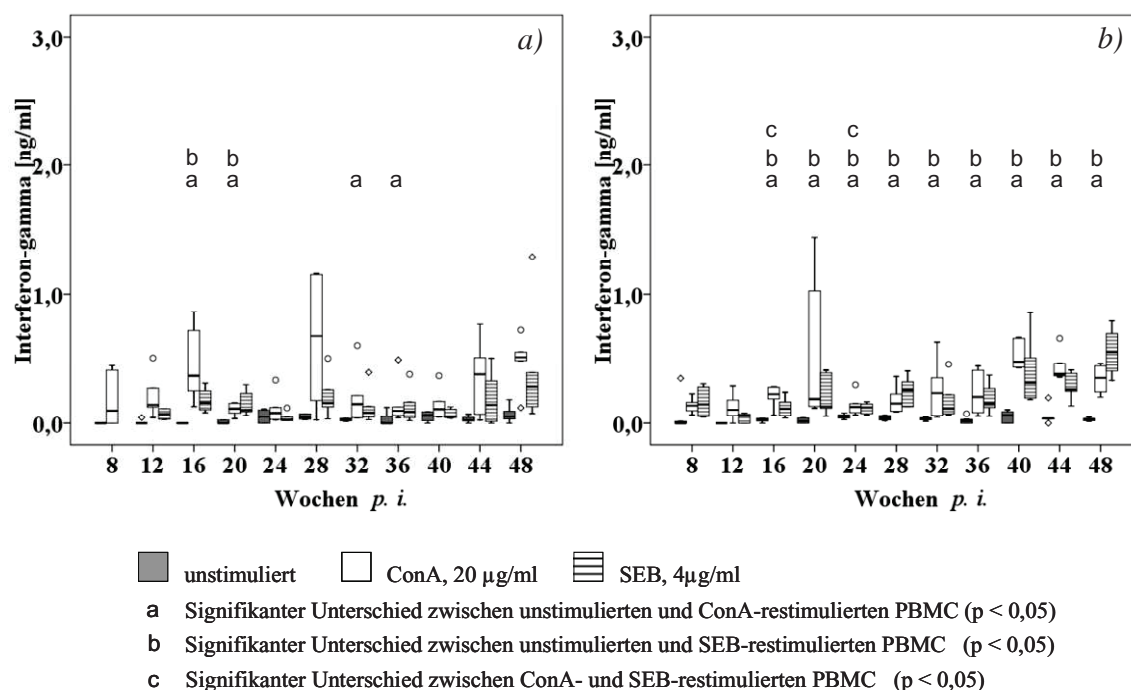 a)
Interferon-gamma [ng/ml]
3,0
2,0
1,0
0,0
b b
a a a a
8 12 16 20 24 28 32 36 40 44 48
Wochen p. i.
b)
Interferon-gamma [ng/ml]
3,0
2,0
1,0
0,0
c c
b b b b b b b b b
a a a a a a a a a
8 12 16 20 24 28 32 36 40 44 48
Wochen p. i.
unstimuliert ConA, 20 µg/ml SEB, 4µg/ml
a Signifikanter Unterschied zwischen unstimulierten und ConA-restimulierten PBMC (p < 0,05)
b Signifikanter Unterschied zwischen unstimulierten und SEB-restimulierten PBMC (p < 0,05)
c Signifikanter Unterschied zwischen ConA- und SEB-restimulierten PBMC (p < 0,05)